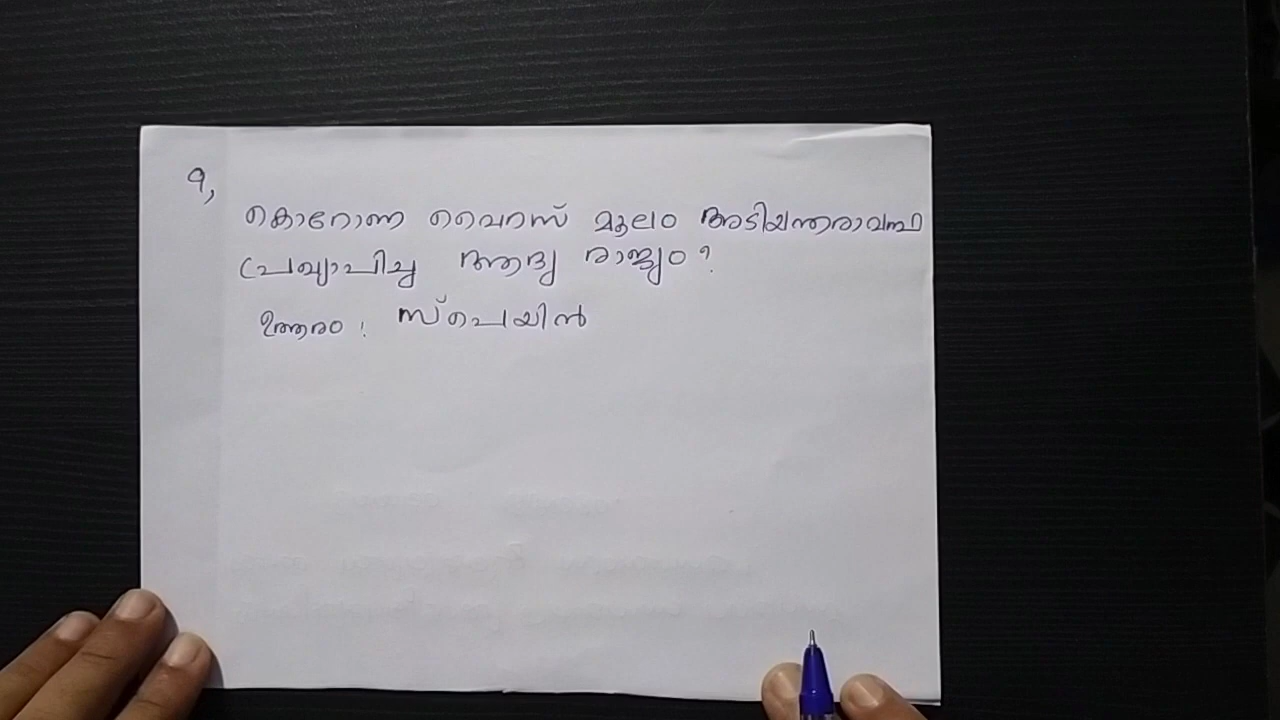 9,
കൊറോണ വൈറസ് മൂലം അടിയന്തരാവസ്ഥ
പ്രഖ്യാപിച്ച ആദ്യ രാജ്യം?
ഉത്തരം : സ്പെയിൻ